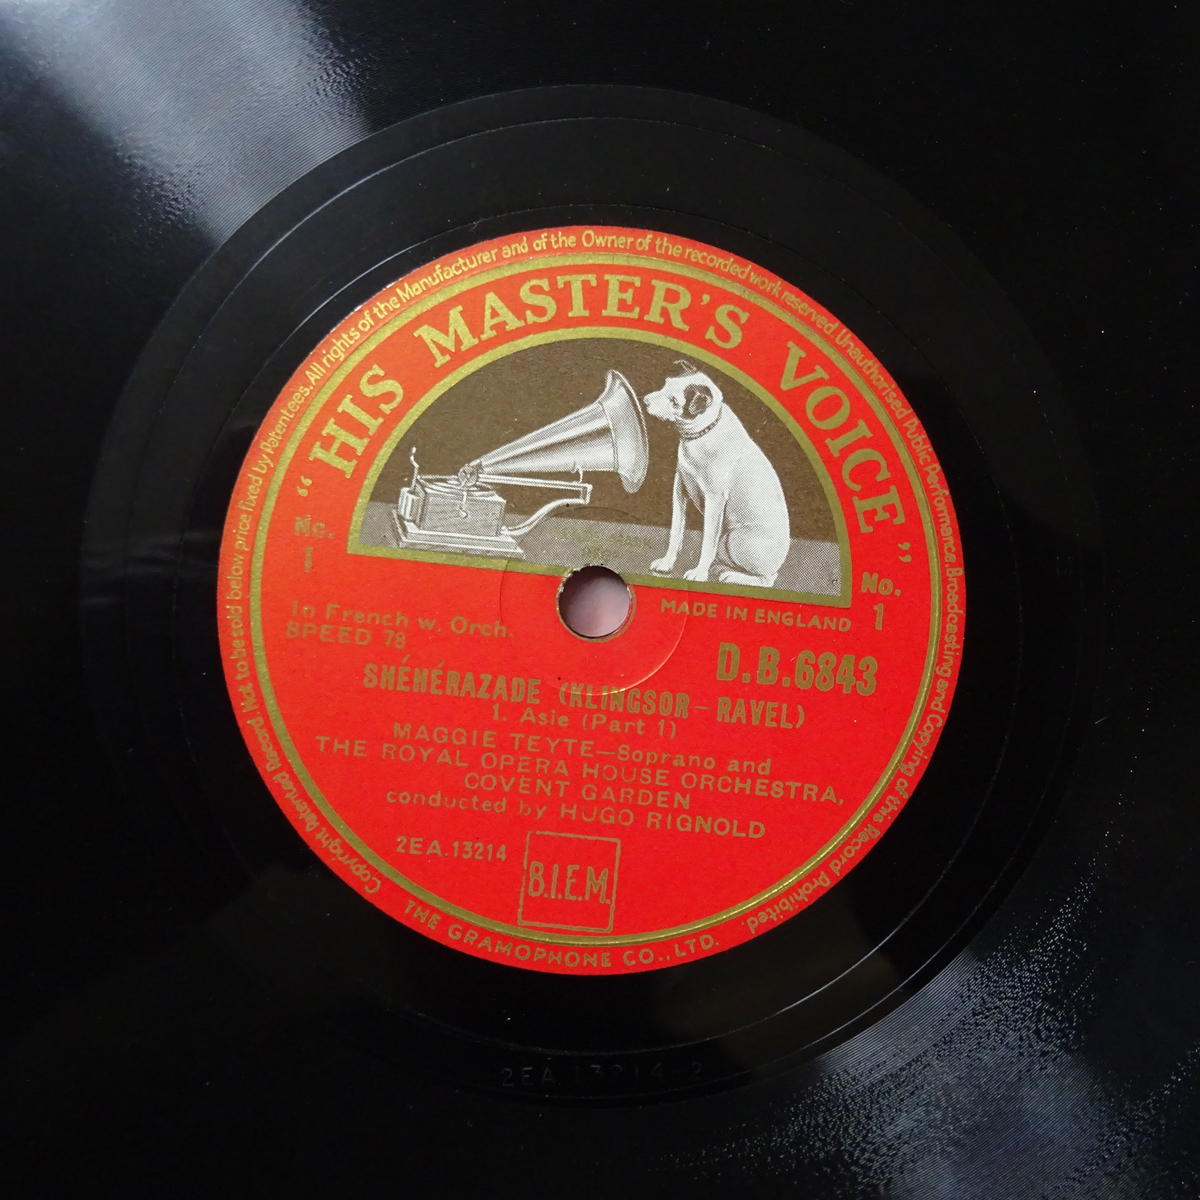 Copyright Patented Record. Not to be sold below price fixed by Patentees. All rights of the Manufacturer and of the Owner of the recorded work reserved. Unauthorised Public Performance. Broadcasting and Copying of this Record Prohibited.
"HIS MASTER'S VOICE"
No.
1
No.
1
MADE IN ENGLAND
In French w. Orch.
SPEED 78
D.B.6843
SHÉHÉRAZADE (KLINGSOR–RAVEL)
1. Asie (Part 1)
MAGGIE TEYTE—Soprano and
THE ROYAL OPERA HOUSE ORCHESTRA,
COVENT GARDEN
conducted by HUGO RIGNOLD
2EA.13214
B.I.E.M.
THE GRAMOPHONE CO., LTD.
2EA 13214-2